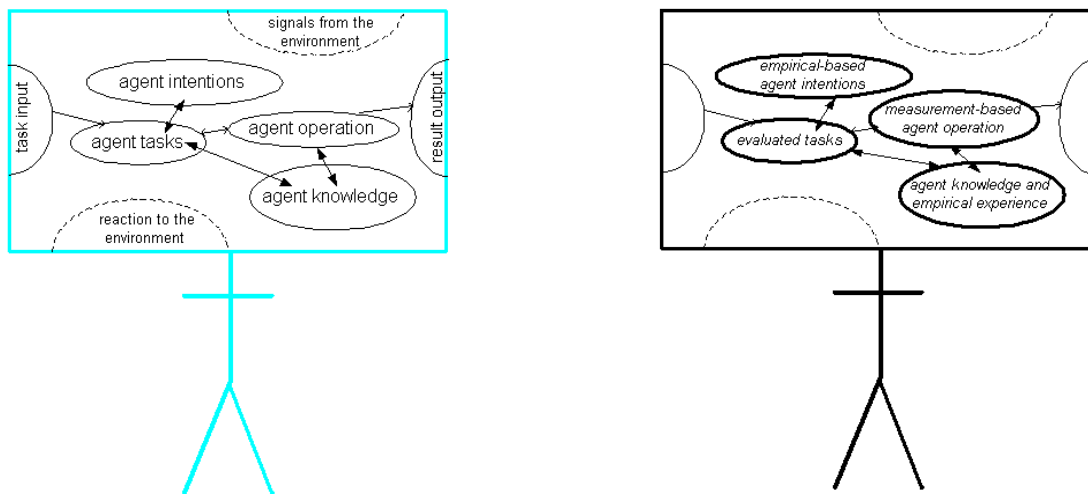 signals from the
environment
agent intentions
task input
agent tasks
agent operation
result output
agent knowledge
reaction to the
environment
empirical-based
agent intentions
measurement-based
agent operation
evaluated tasks
agent knowledge and
empirical experience